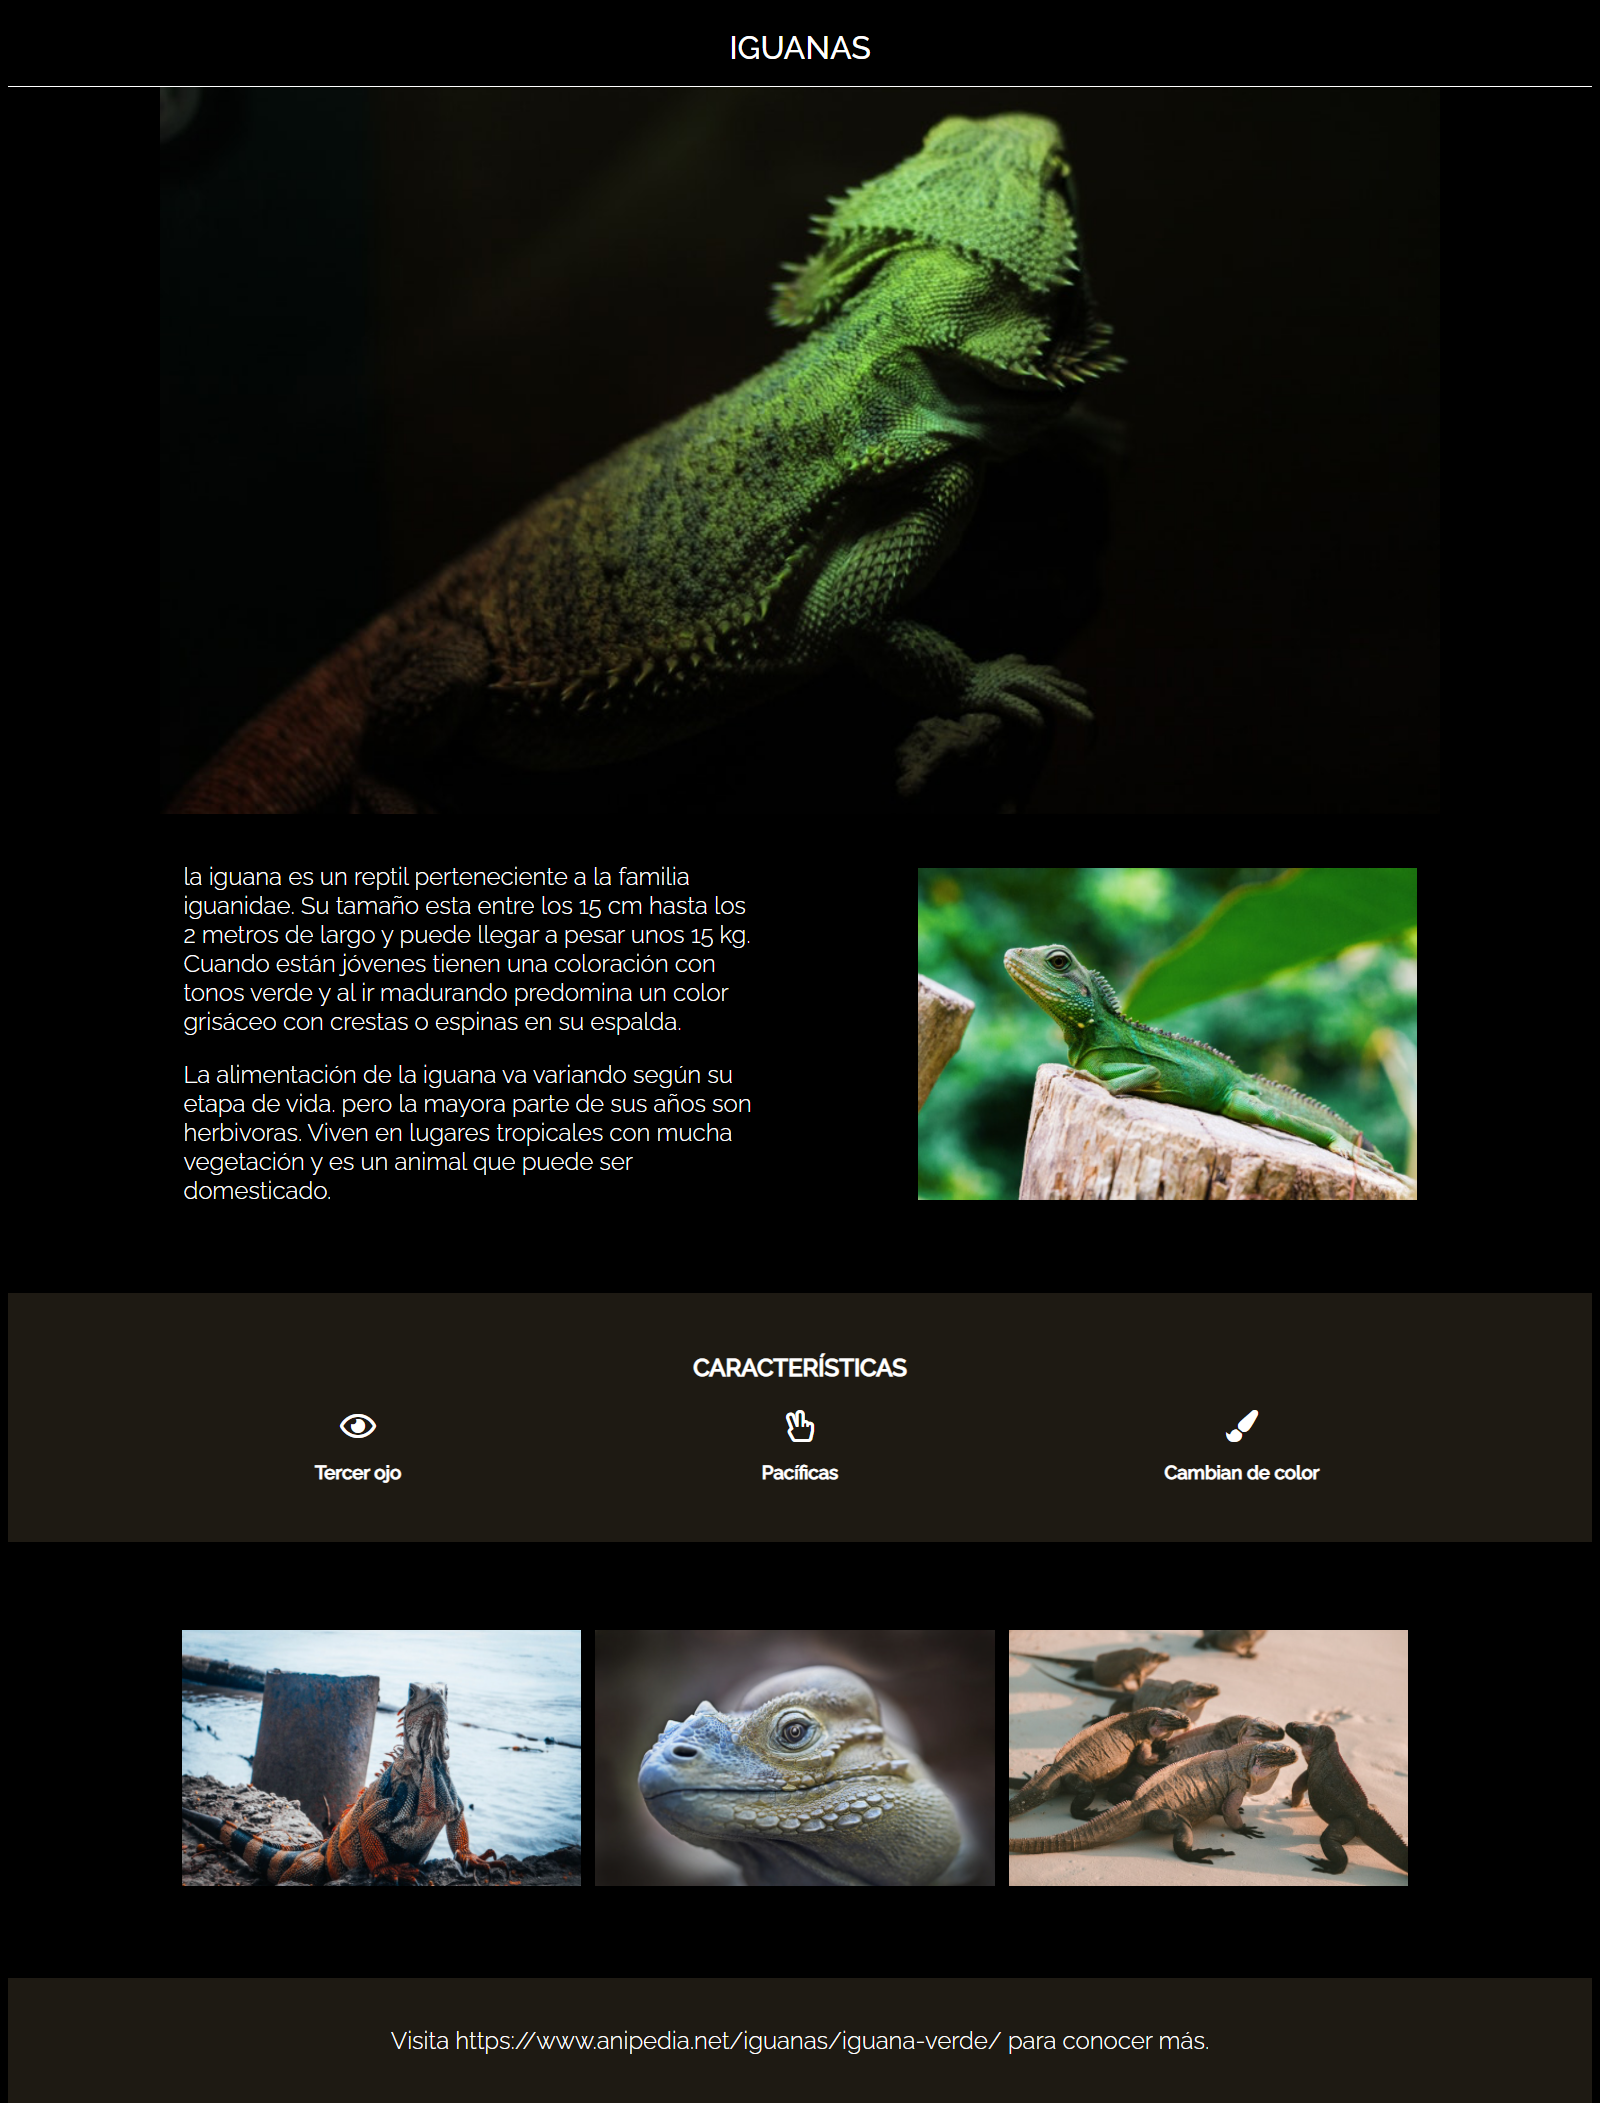 IGUANAS
la iguana es un reptil perteneciente a la familia
iguanidae. Su tamaño esta entre los 15 cm hasta los
2 metros de largo y puede llegar a pesar unos 15 kg.
Cuando están jóvenes tienen una coloración con
tonos verde y al ir madurando predomina un color
grisáceo con crestas o espinas en su espalda.
La alimentación de la iguana va variando según su
etapa de vida. pero la mayora parte de sus años son
herbivoras. Viven en lugares tropicales con mucha
vegetación y es un animal que puede ser
domesticado.
CARACTERÍSTICAS
Tercer ojo
Pacíficas
Cambian de color
Visita https://www.anipedia.net/iguanas/iguana-verde/ para conocer más.